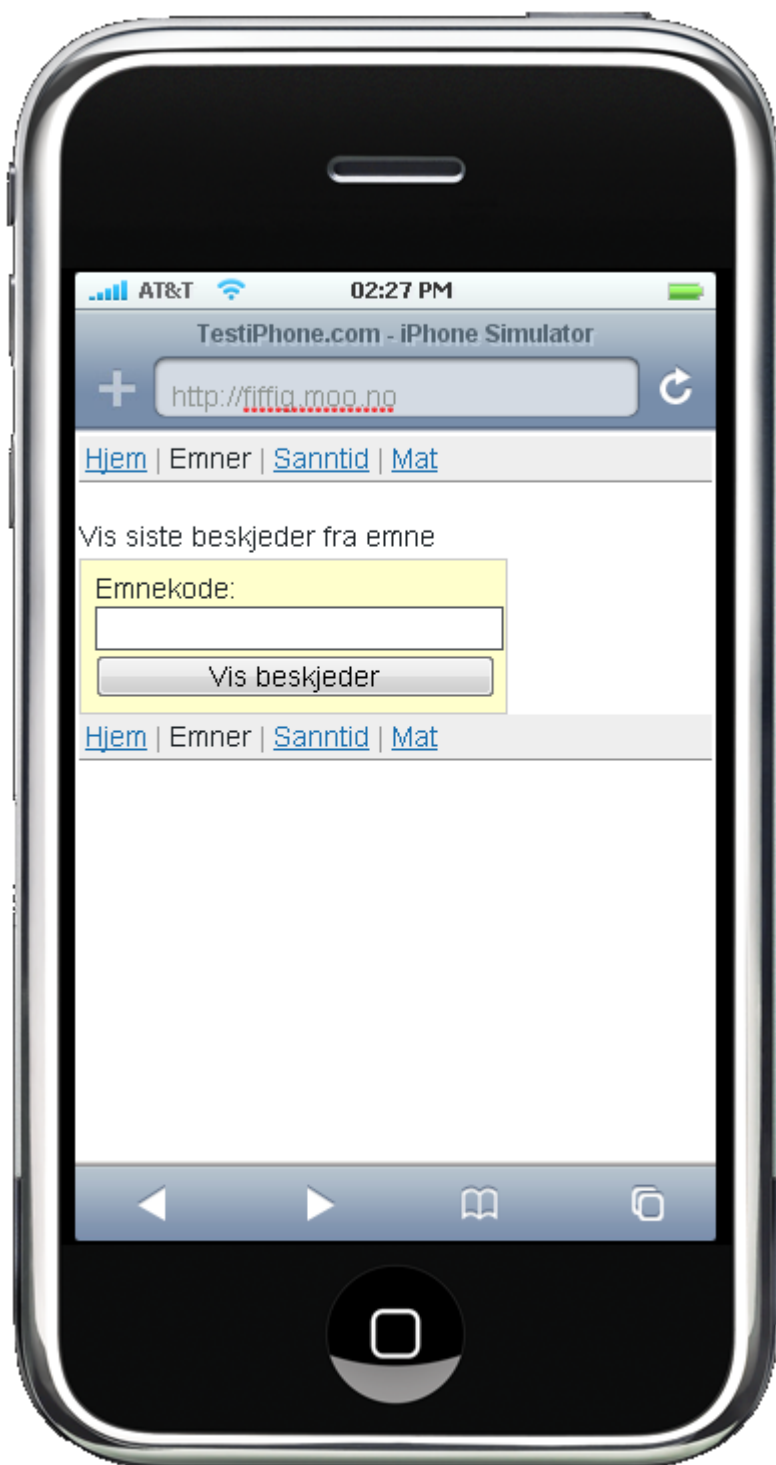 AT&T 02:27 PM
TestiPhone.com - iPhone Simulator
http://fiffig.moo.no
Hjem | Emner | Sanntid | Mat
Vis siste beskjeder fra emne
Emnekode:
Vis beskjeder
Hjem | Emner | Sanntid | Mat